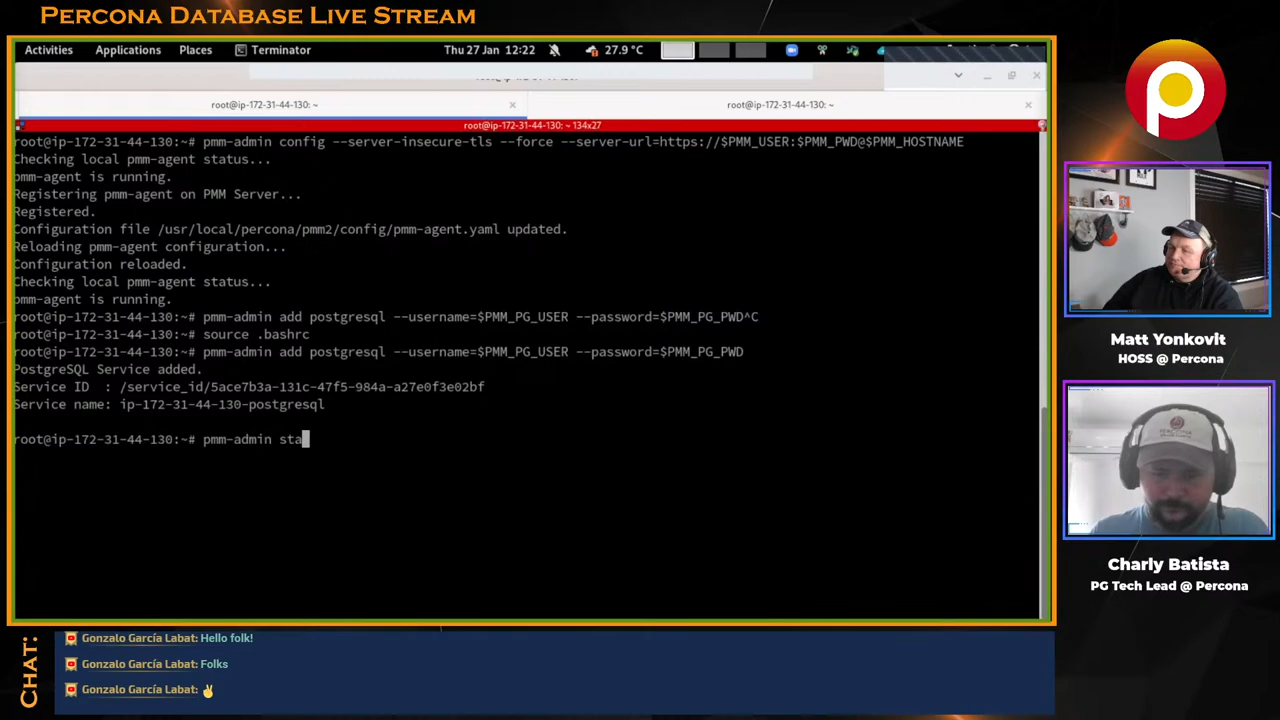 Percona Database Live Stream
Activities Applications Places Terminator Thu 27 Jan 12:22 27.9 °C
root@ip-172-31-44-130: ~ root@ip-172-31-44-130: ~
root@ip-172-31-44-130: ~ 134x27
root@ip-172-31-44-130:~# pmm-admin config --server-insecure-tls --force --server-url=https://$PMM_USER:$PMM_PWD@$PMM_HOSTNAME
Checking local pmm-agent status...
pmm-agent is running.
Registering pmm-agent on PMM Server...
Registered.
Configuration file /usr/local/percona/pmm2/config/pmm-agent.yaml updated.
Reloading pmm-agent configuration...
Configuration reloaded.
Checking local pmm-agent status...
pmm-agent is running.
root@ip-172-31-44-130:~# pmm-admin add postgresql --username=$PMM_PG_USER --password=$PMM_PG_PWD^C
root@ip-172-31-44-130:~# source .bashrc
root@ip-172-31-44-130:~# pmm-admin add postgresql --username=$PMM_PG_USER --password=$PMM_PG_PWD
PostgreSQL Service added.
Service ID  : /service_id/5ace7b3a-131c-47f5-984a-a27e0f3e02bf
Service name: ip-172-31-44-130-postgresql
root@ip-172-31-44-130:~# pmm-admin sta
Matt Yonkovit
HOSS @ Percona
Charly Batista
PG Tech Lead @ Percona
Chat:
Gonzalo García Labat: Hello folk!
Gonzalo García Labat: Folks
Gonzalo García Labat: ✌